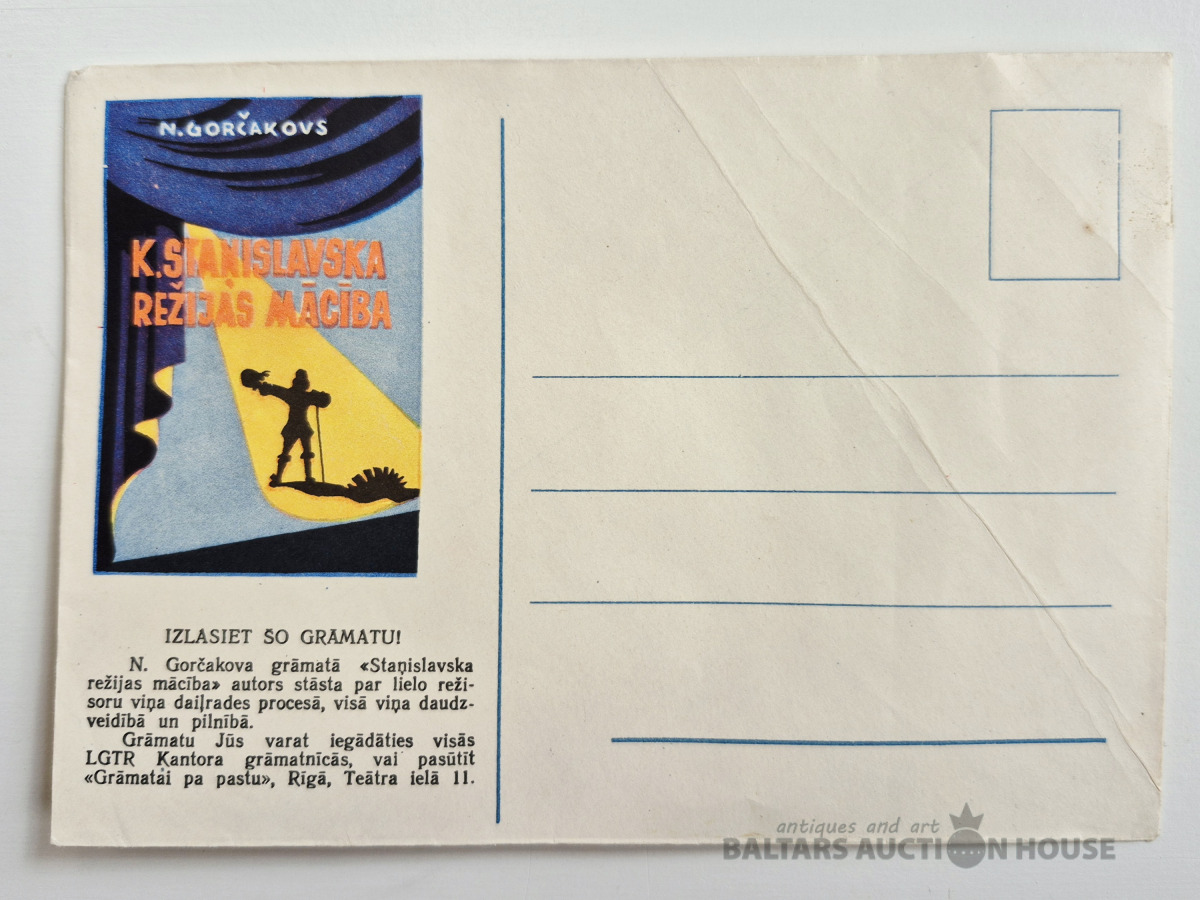 N. GORČAKOVS
K. STAŅISLAVSKA
REŽIJAS MĀCĪBA
IZLASIET ŠO GRĀMATU!
N. Gorčakova grāmatā «Staņislavska
režijas mācība» autors stāsta par lielo reži-
soru viņa daiļrades procesā, visā viņa daudz-
veidībā un pilnībā.
Grāmatu Jūs varat iegādāties visās
LGTR Kantora grāmatnīcās, vai pasūtīt
«Grāmatai pa pastu», Rīgā, Teātra ielā 11.
antiques and art
BALTARS AUCTION HOUSE